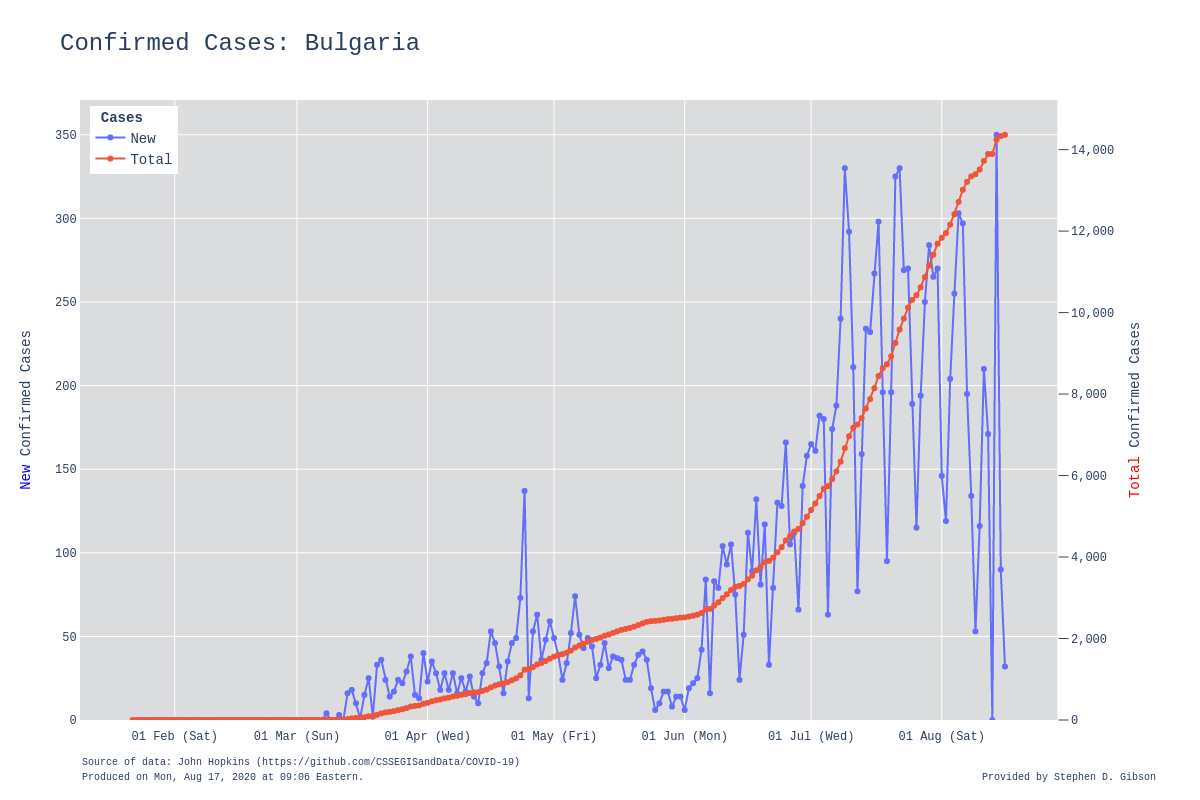 Confirmed Cases: Bulgaria
Cases
New
Total
350
300
250
200
150
100
50
0
14,000
12,000
10,000
8,000
6,000
4,000
2,000
0
New Confirmed Cases
Total Confirmed Cases
01 Feb (Sat) 01 Mar (Sun) 01 Apr (Wed) 01 May (Fri) 01 Jun (Mon) 01 Jul (Wed) 01 Aug (Sat)
Source of data: John Hopkins (https://github.com/CSSEGISandData/COVID-19)
Produced on Mon, Aug 17, 2020 at 09:06 Eastern.
Provided by Stephen D. Gibson